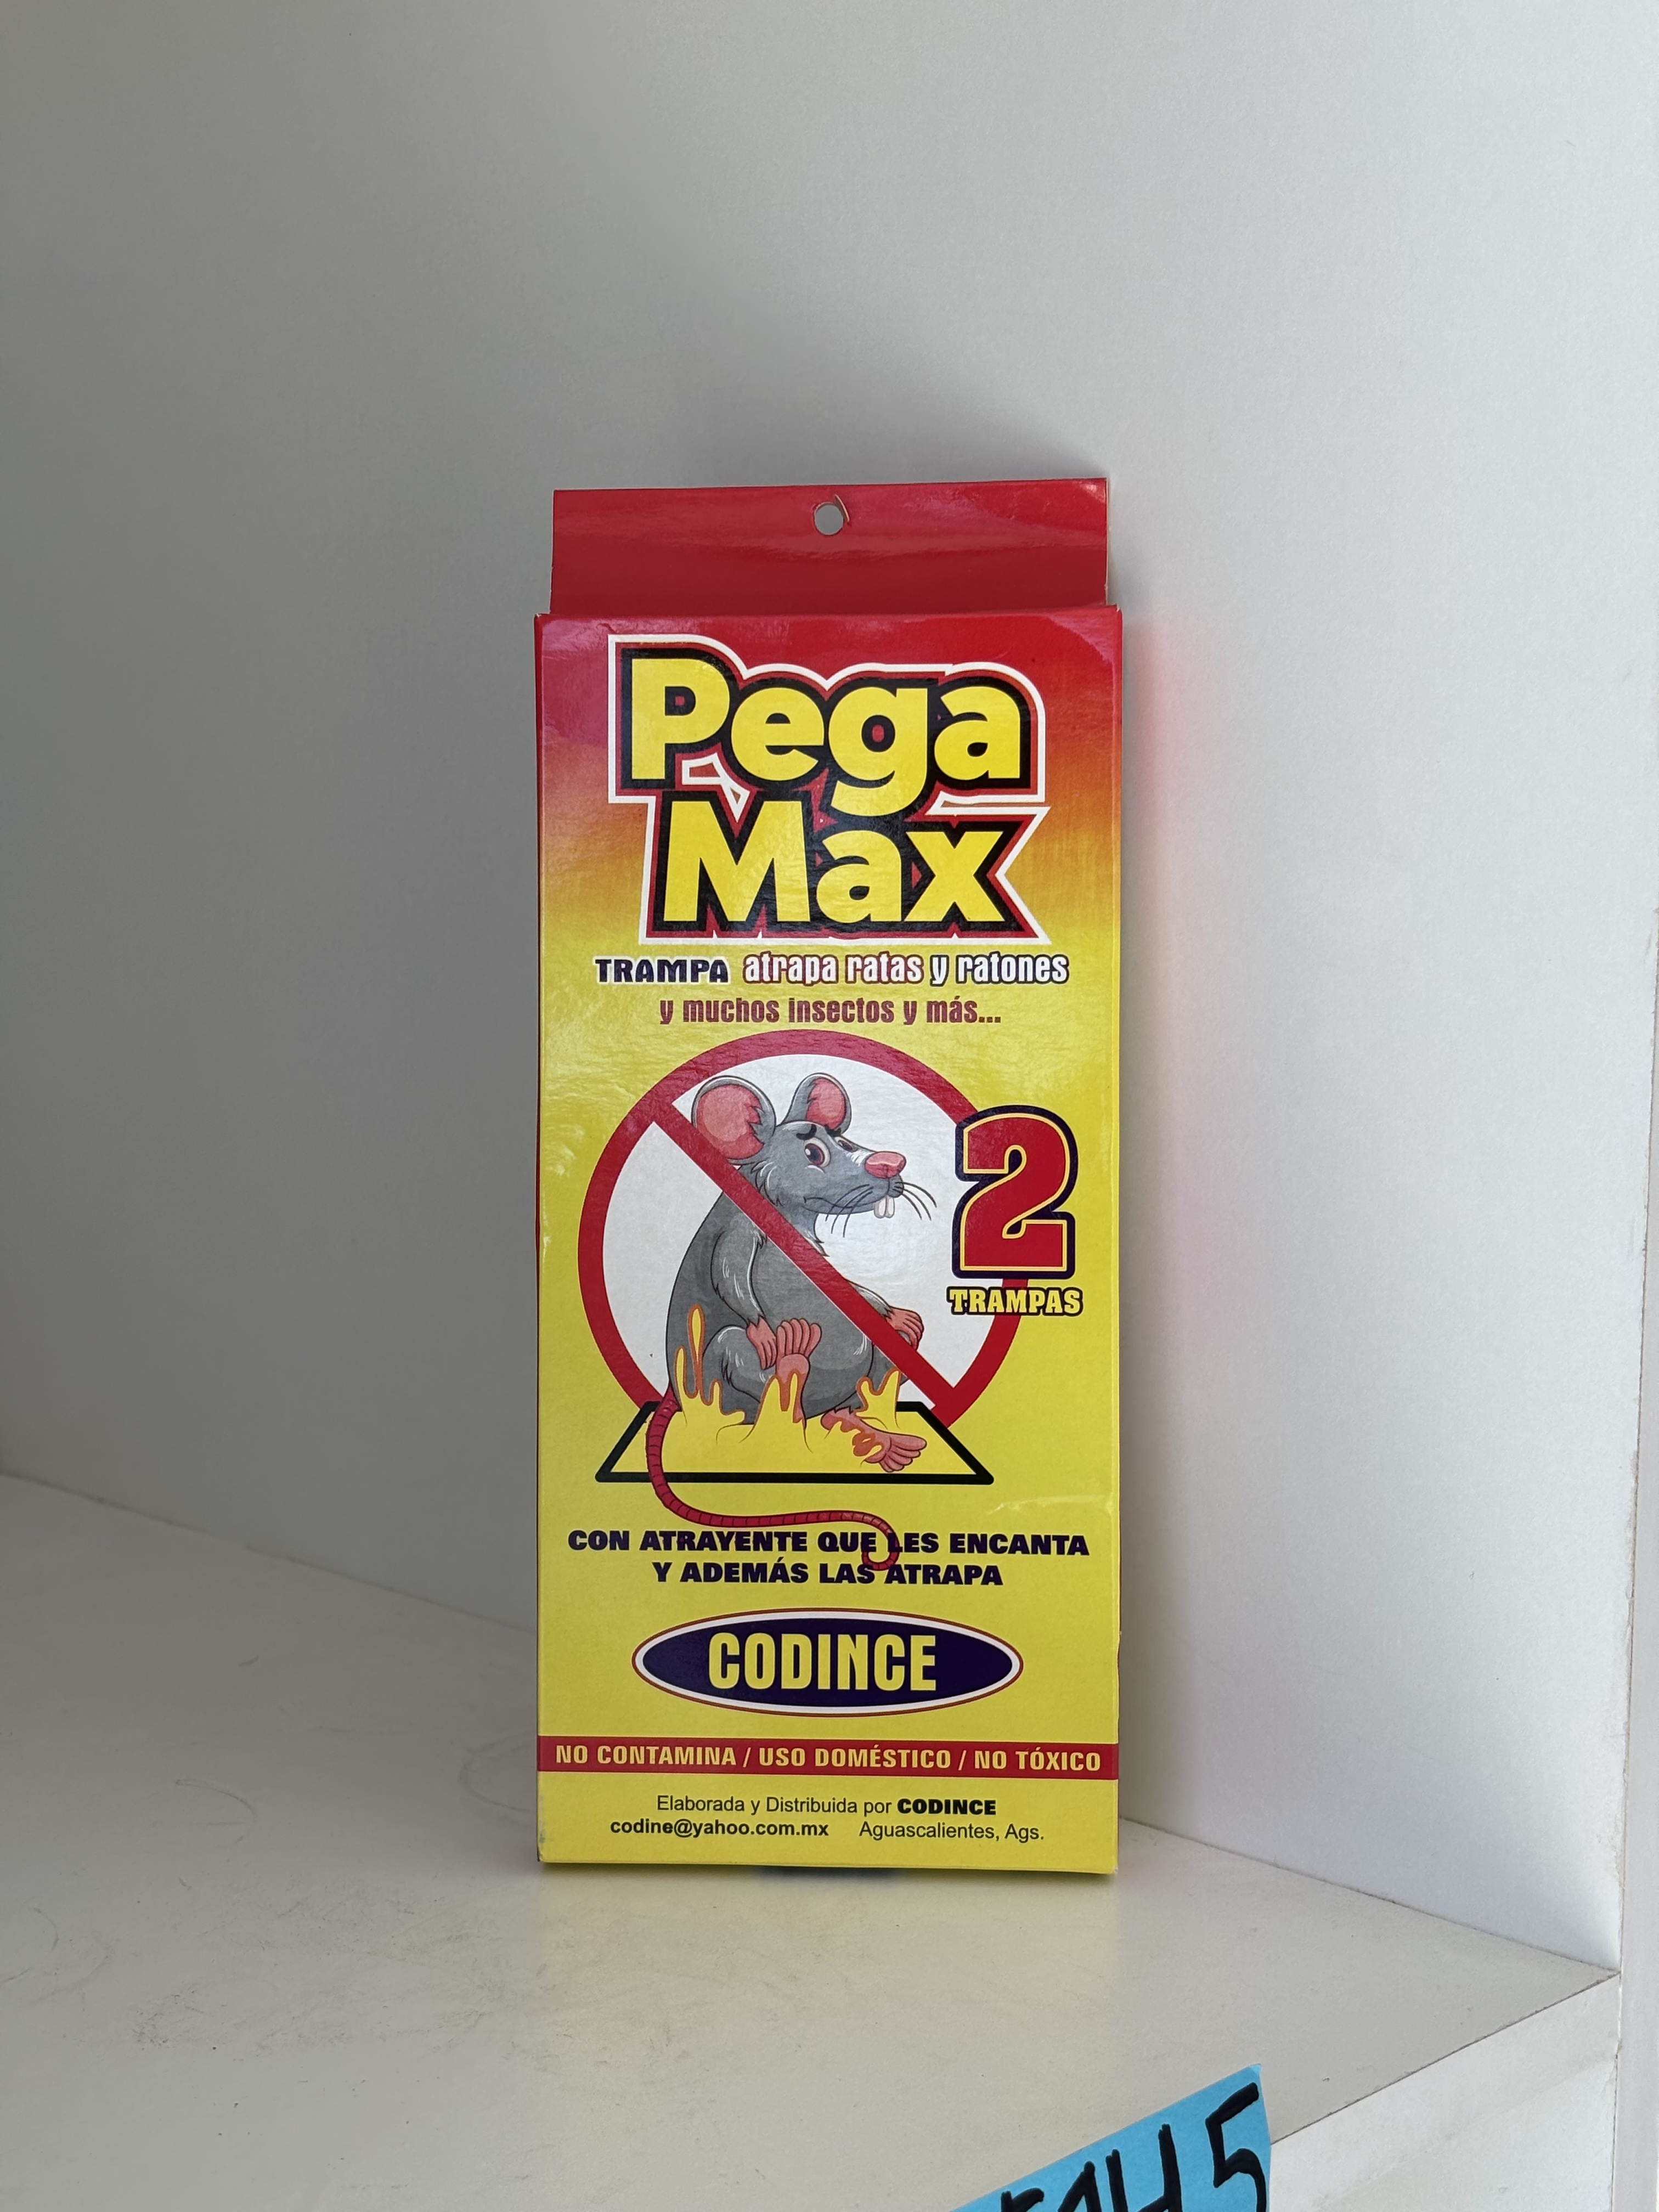 Pega
Max
TRAMPA atrapa ratas y ratones
y muchos insectos y más...
2
TRAMPAS
CON ATRAYENTE QUE LES ENCANTA
Y ADEMÁS LAS ATRAPA
CODINCE
NO CONTAMINA / USO DOMÉSTICO / NO TÓXICO
Elaborada y Distribuida por CODINCE
codine@yahoo.com.mx Aguascalientes, Ags.